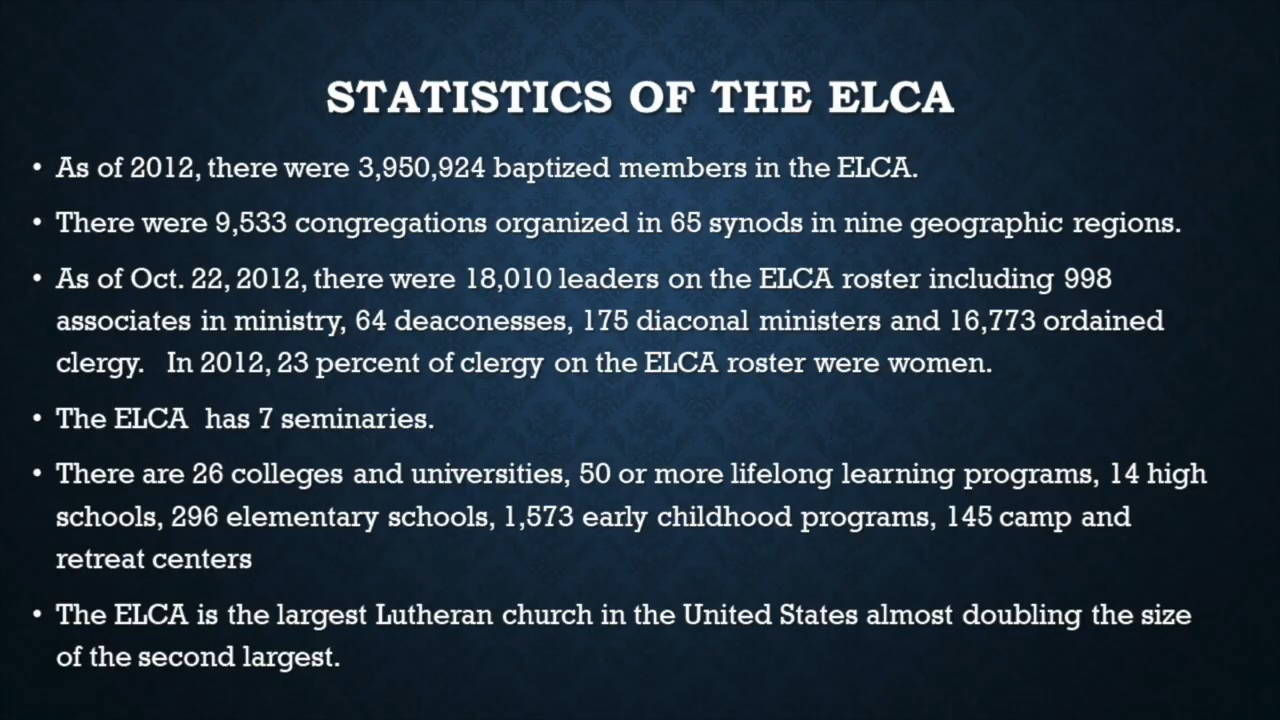 STATISTICS OF THE ELCA
• As of 2012, there were 3,950,924 baptized members in the ELCA.
• There were 9,533 congregations organized in 65 synods in nine geographic regions.
• As of Oct. 22, 2012, there were 18,010 leaders on the ELCA roster including 998
associates in ministry, 64 deaconesses, 175 diaconal ministers and 16,773 ordained
clergy.   In 2012, 23 percent of clergy on the ELCA roster were women.
• The ELCA  has 7 seminaries.
• There are 26 colleges and universities, 50 or more lifelong learning programs, 14 high
schools, 296 elementary schools, 1,573 early childhood programs, 145 camp and
retreat centers
• The ELCA is the largest Lutheran church in the United States almost doubling the size
of the second largest.